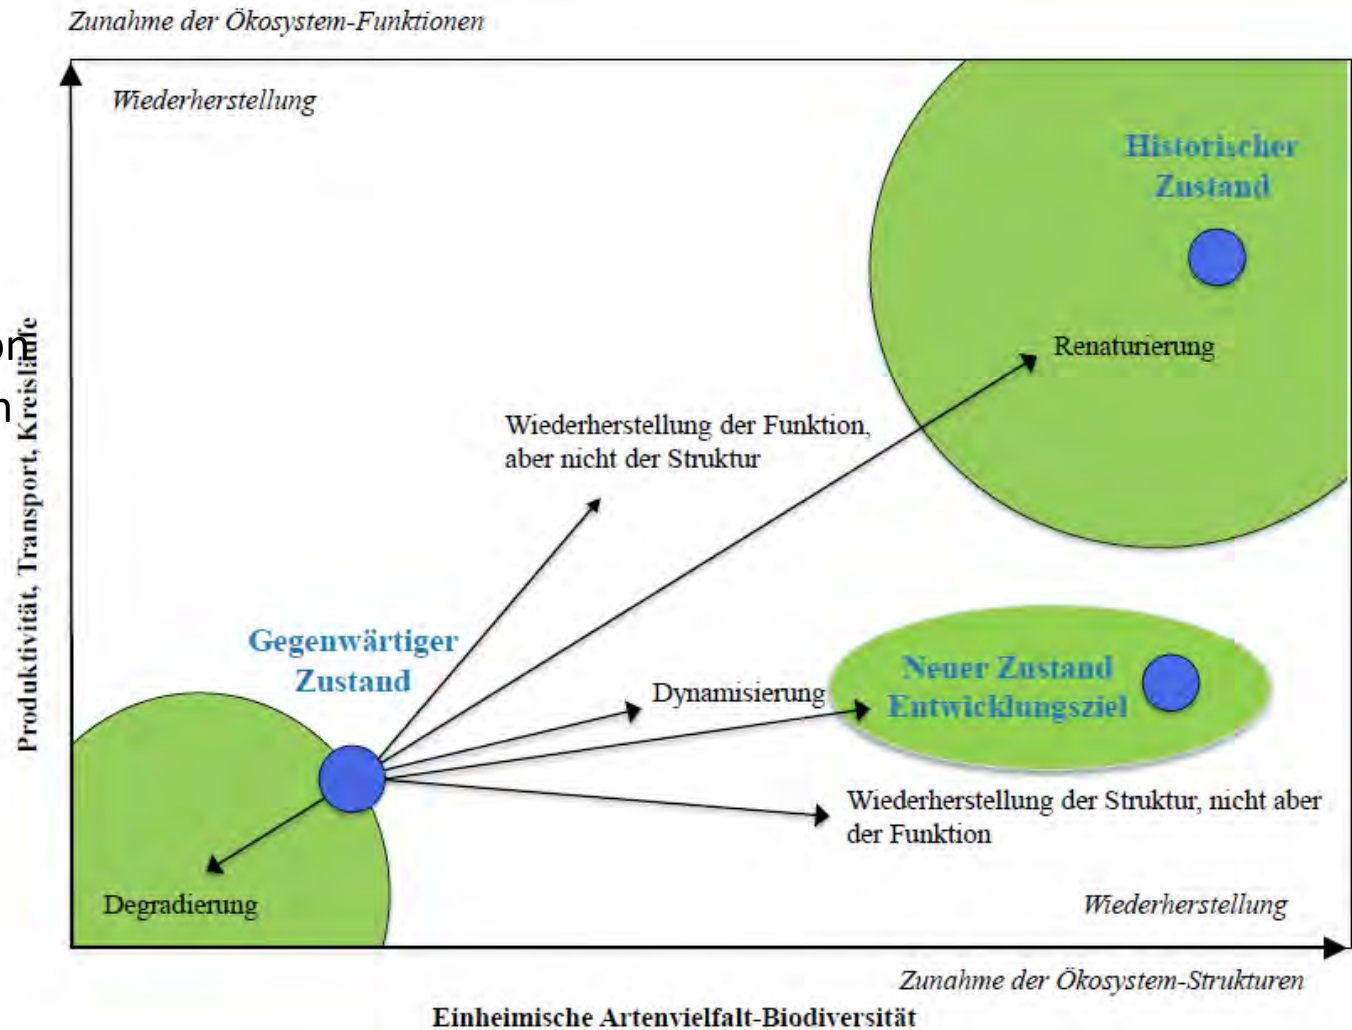 Zunahme der Ökosystem-Funktionen
Wiederherstellung
Historischer
Zustand
Renaturierung
on
n
Produktivität, Transport, Kreisläufe
Wiederherstellung der Funktion,
aber nicht der Struktur
Gegenwärtiger
Zustand
Dynamisierung
Neuer Zustand
Entwicklungsziel
Wiederherstellung der Struktur, nicht aber
der Funktion
Degradierung
Wiederherstellung
Zunahme der Ökosystem-Strukturen
Einheimische Artenvielfalt-Biodiversität